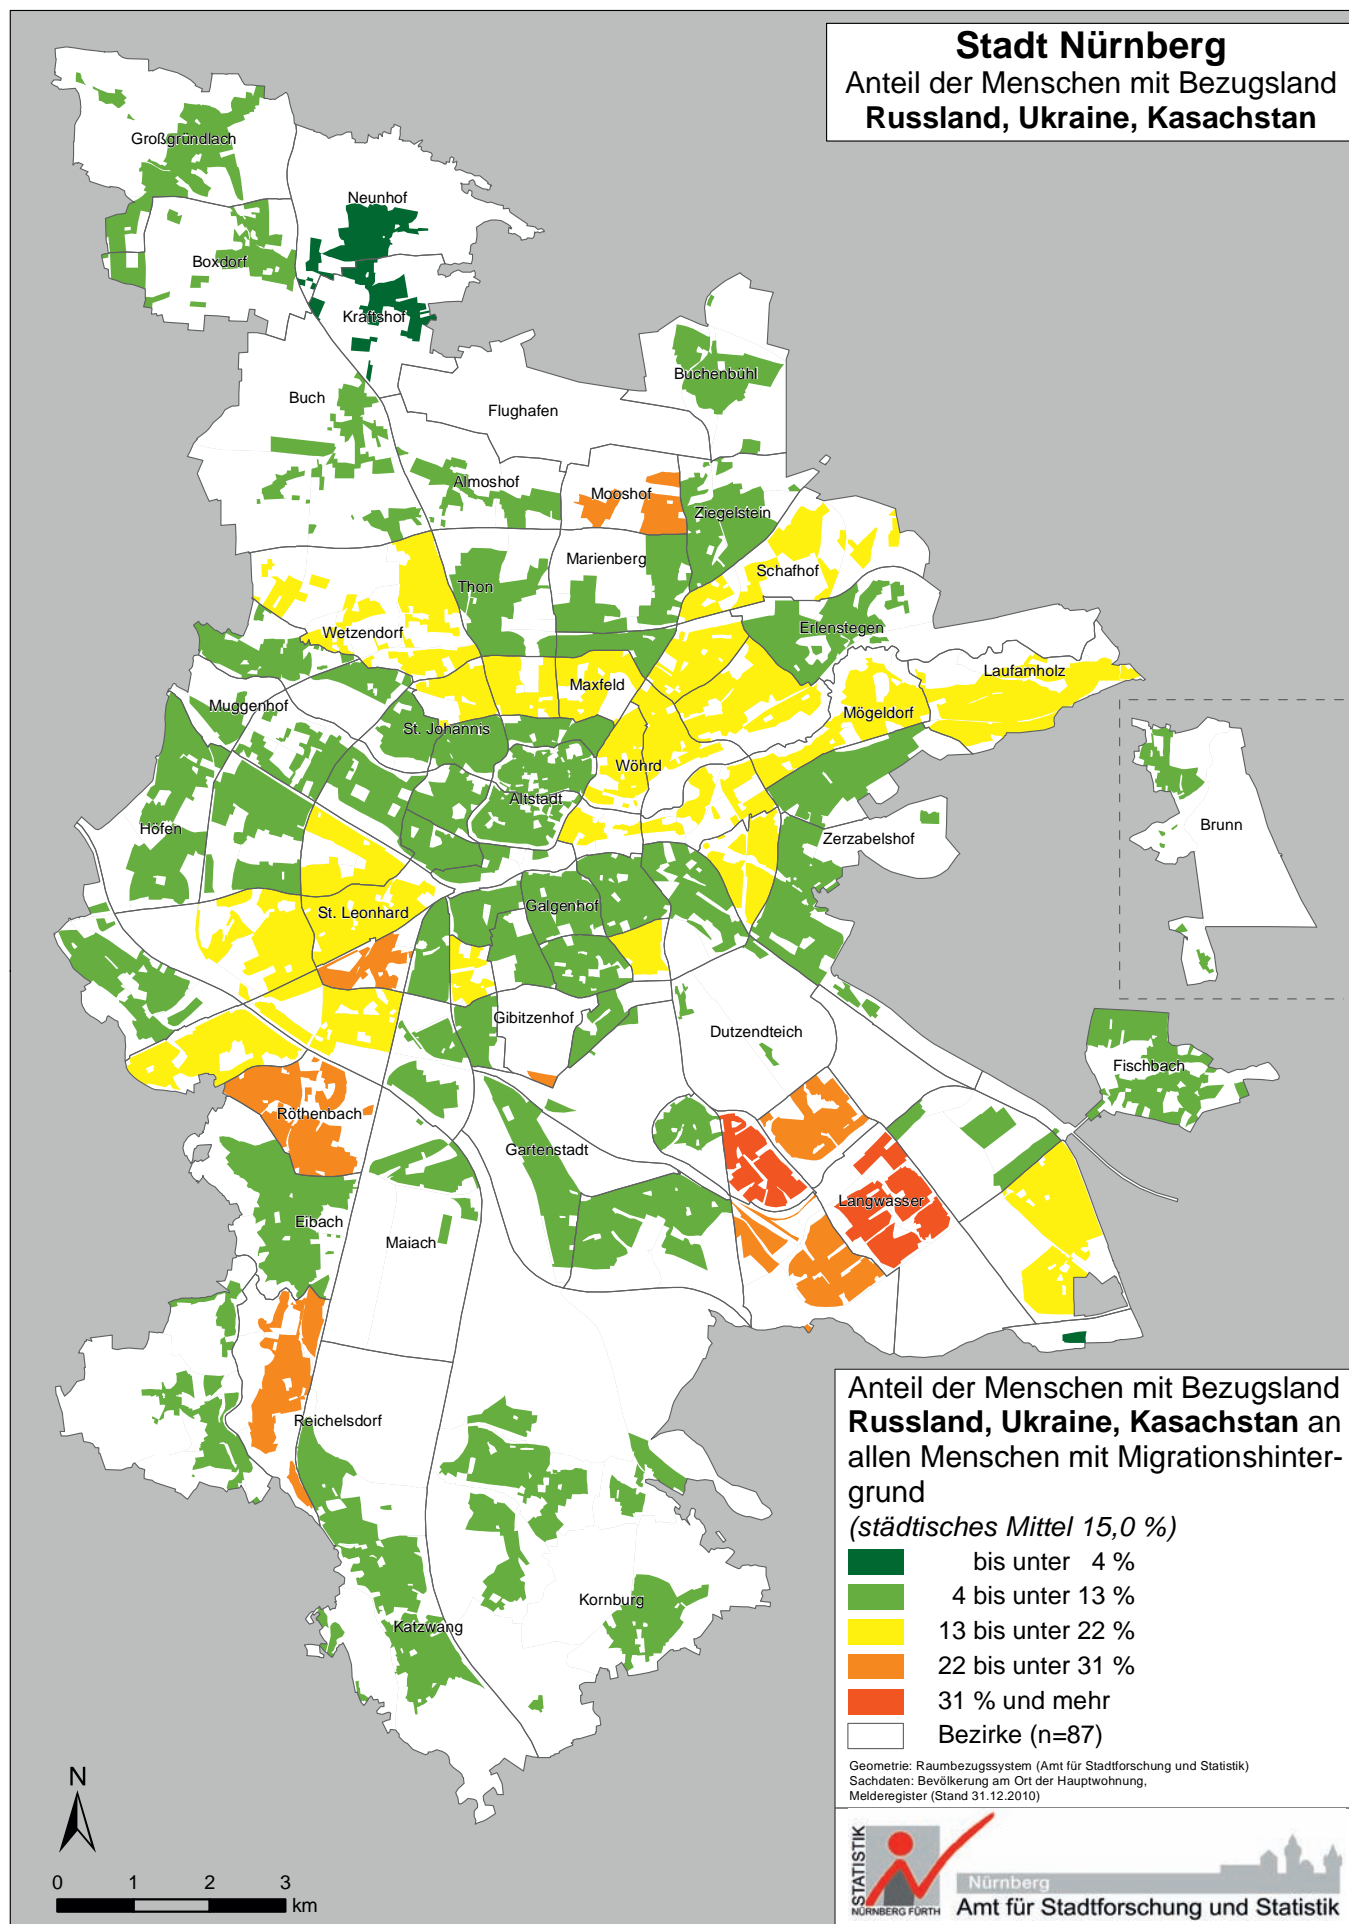 Stadt Nürnberg
Anteil der Menschen mit Bezugsland
Russland, Ukraine, Kasachstan
Großgründlach
Neunhof
Boxdorf
Kraftshof
Buchenbühl
Buch
Flughafen
Almoshof
Mooshof
Ziegelstein
Marienberg
Schafhof
Thon
Wetzendorf
Erlenstegen
Laufamholz
Maxfeld
Muggenhof
Mögeldorf
St. Johannis
Wöhrd
Altstadt
Höfen
Zerzabelshof
Brunn
St. Leonhard
Galgenhof
Gibitzenhof
Dutzendteich
Fischbach
Röthenbach
Gartenstadt
Langwasser
Eibach
Maiach
Reichelsdorf
Kornburg
Katzwang
Anteil der Menschen mit Bezugsland
Russland, Ukraine, Kasachstan an
allen Menschen mit Migrationshinter-
grund
(städtisches Mittel 15,0 %)
bis unter 4 %
4 bis unter 13 %
13 bis unter 22 %
22 bis unter 31 %
31 % und mehr
Bezirke (n=87)
Geometrie: Raumbezugssystem (Amt für Stadtforschung und Statistik)
Sachdaten: Bevölkerung am Ort der Hauptwohnung,
Melderegister (Stand 31.12.2010)
N
0 1 2 3
km
STATISTIK
NÜRNBERG FÜRTH
Nürnberg
Amt für Stadtforschung und Statistik